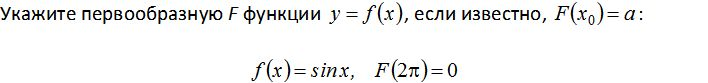 Укажите первообразную F функции y = f(x), если известно, F(x₀) = a :
f(x) = sinx, F(2π) = 0